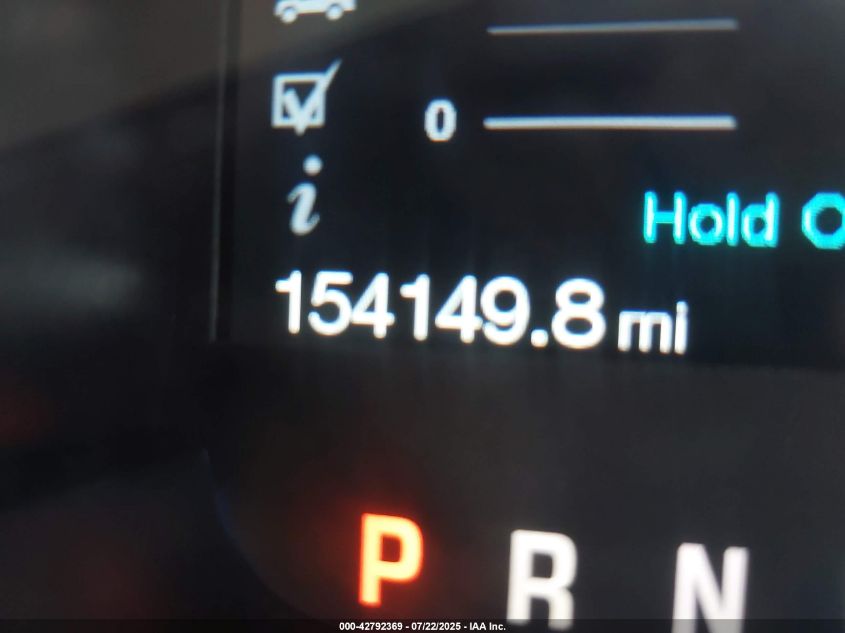 0
Hold O
154149.8 mi
P R N
000-42792369 - 07/22/2025 - IAA Inc.